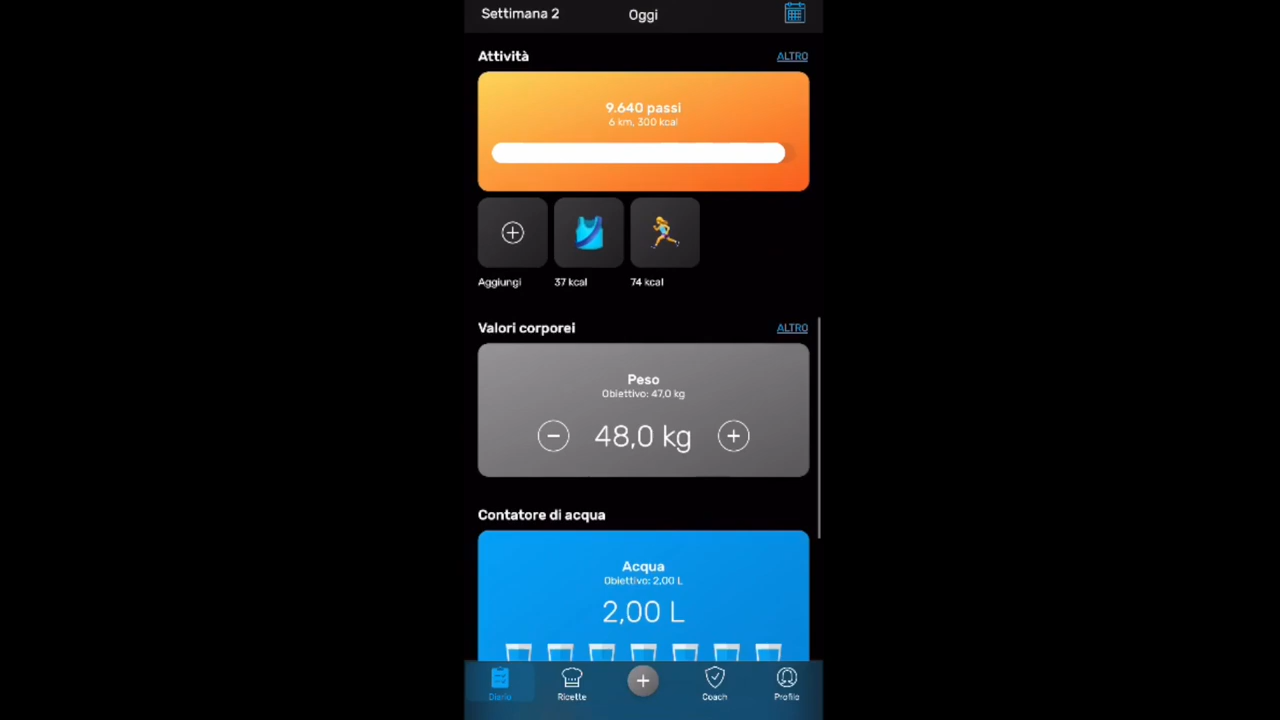 Settimana 2
Oggi
Attività
ALTRO
9.640 passi
6 km, 300 kcal
Aggiungi
37 kcal
74 kcal
Valori corporei
ALTRO
Peso
Obiettivo: 47,0 kg
48,0 kg
Contatore di acqua
Acqua
Obiettivo: 2,00 L
2,00 L
Diario
Ricette
Coach
Profilo